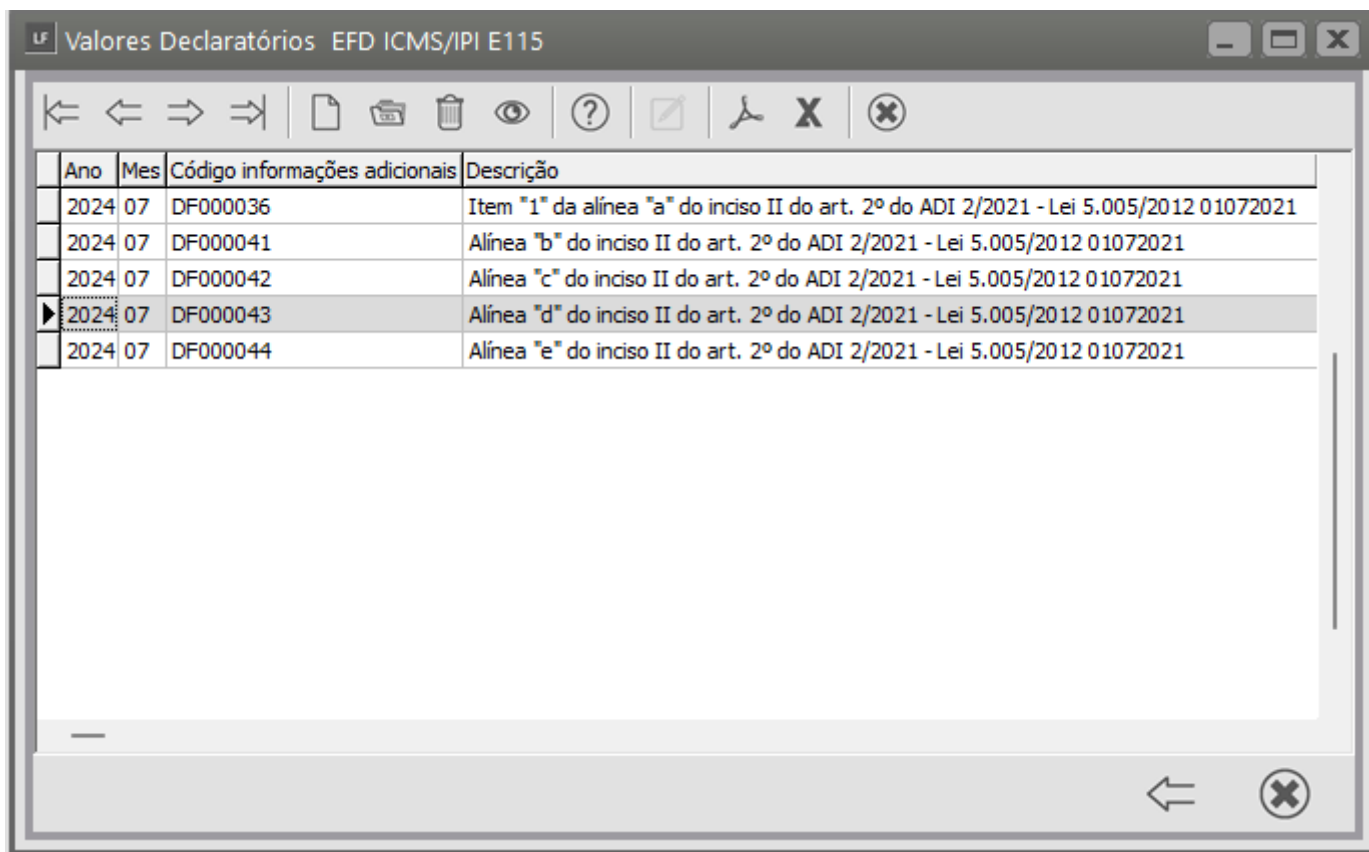 LF Valores Declaratórios EFD ICMS/IPI E115
Ano Mes Código informações adicionais Descrição
2024 07 DF000036 Item "1" da alínea "a" do inciso II do art. 2º do ADI 2/2021 - Lei 5.005/2012 01072021
2024 07 DF000041 Alínea "b" do inciso II do art. 2º do ADI 2/2021 - Lei 5.005/2012 01072021
2024 07 DF000042 Alínea "c" do inciso II do art. 2º do ADI 2/2021 - Lei 5.005/2012 01072021
2024 07 DF000043 Alínea "d" do inciso II do art. 2º do ADI 2/2021 - Lei 5.005/2012 01072021
2024 07 DF000044 Alínea "e" do inciso II do art. 2º do ADI 2/2021 - Lei 5.005/2012 01072021